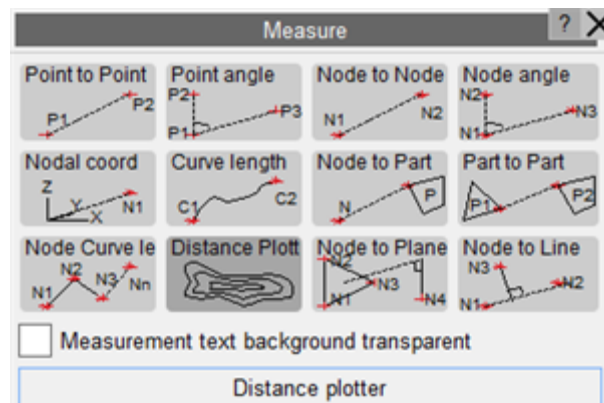 Measure ?
Point to Point Point angle Node to Node Node angle
P1 P2 P2 P1 P3 N1 N2 N2 N1 N3
Nodal coord Curve length Node to Part Part to Part
Z Y X N1 C1 C2 N P P1 P2
Node Curve le Distance Plott Node to Plane Node to Line
N1 N2 N3 Nn N2 N1 N3 N4 N3 N1 N2
Measurement text background transparent
Distance plotter